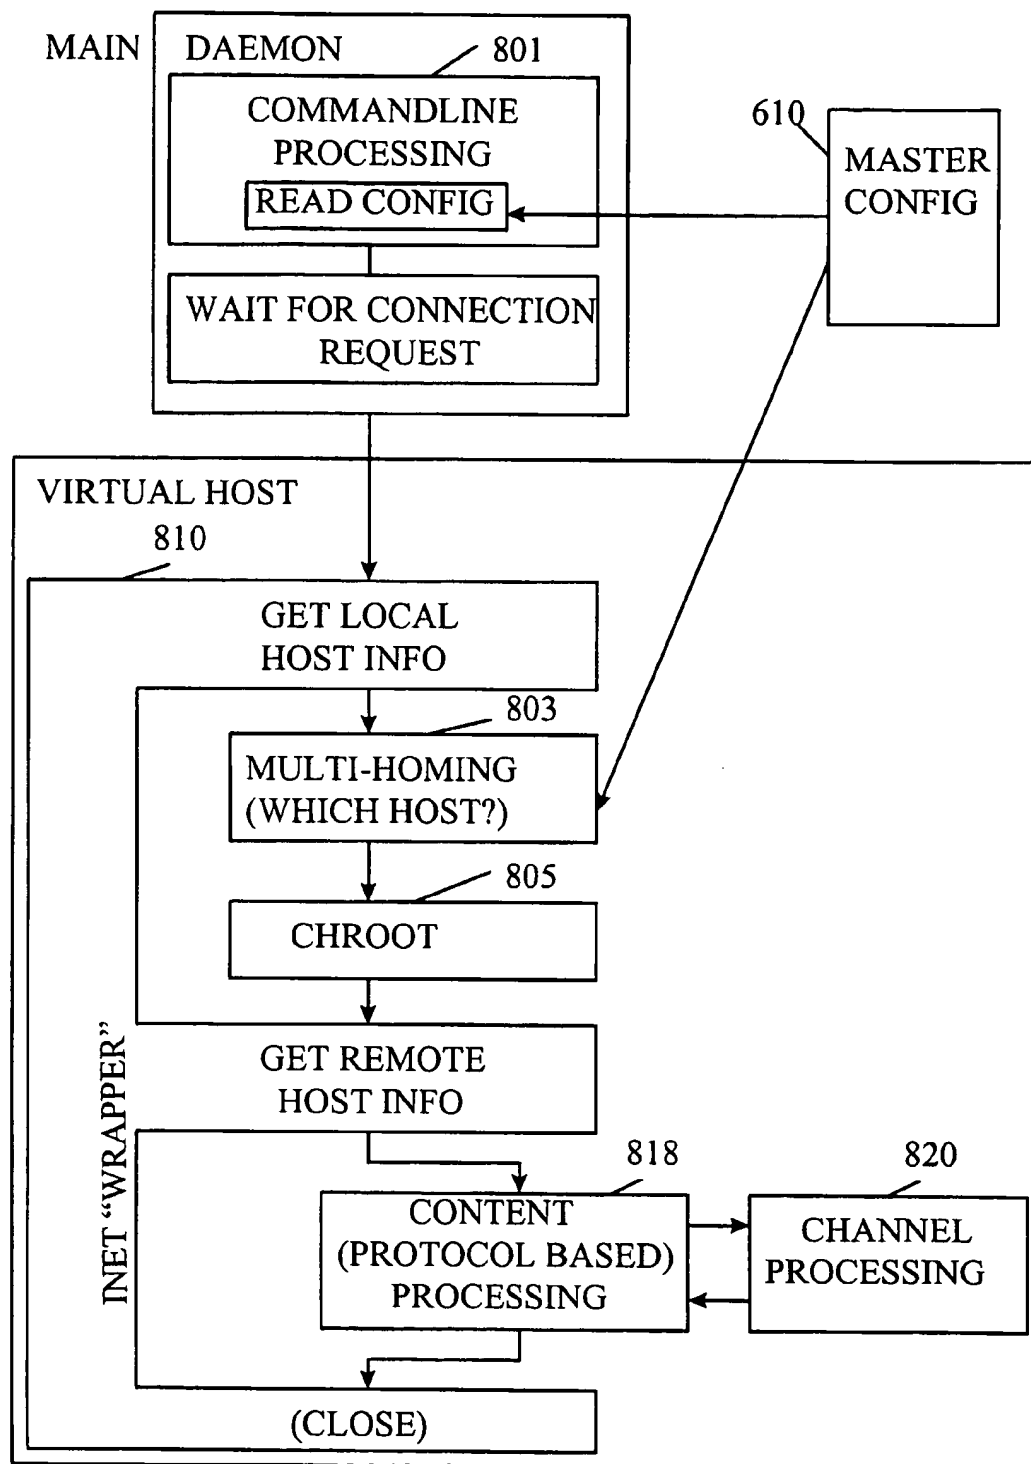 MAIN
DAEMON
801
COMMANDLINE
PROCESSING
READ CONFIG
WAIT FOR CONNECTION
REQUEST
610
MASTER
CONFIG
VIRTUAL HOST
810
GET LOCAL
HOST INFO
803
MULTI-HOMING
(WHICH HOST?)
805
CHROOT
INET “WRAPPER”
GET REMOTE
HOST INFO
818
CONTENT
(PROTOCOL BASED)
PROCESSING
820
CHANNEL
PROCESSING
(CLOSE)